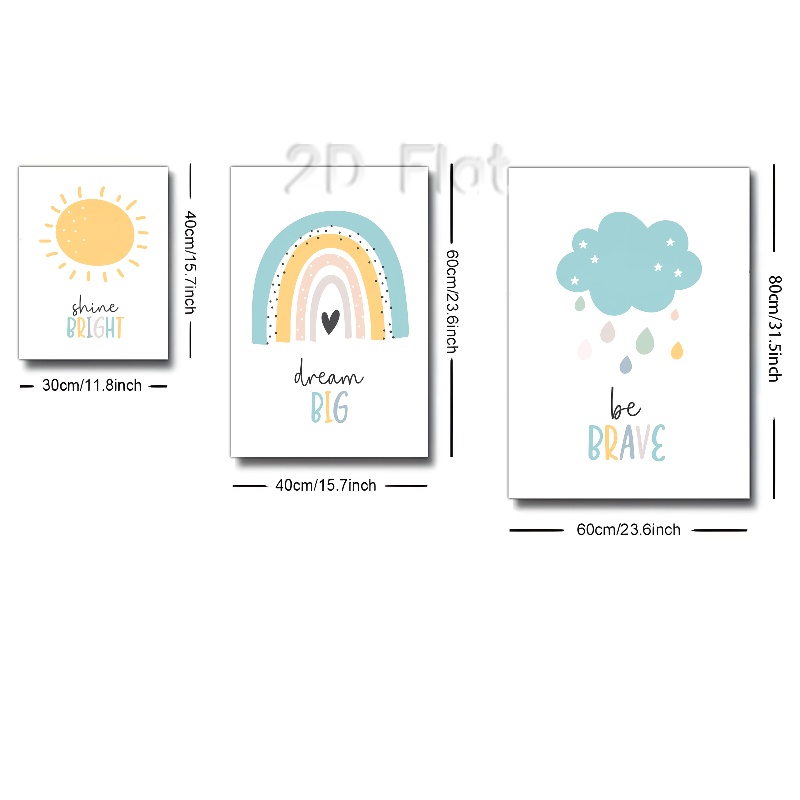 2D Flat
shine
BRIGHT
40cm/15.7inch
30cm/11.8inch
dream
BIG
60cm/23.6inch
40cm/15.7inch
be
BRAVE
80cm/31.5inch
60cm/23.6inch